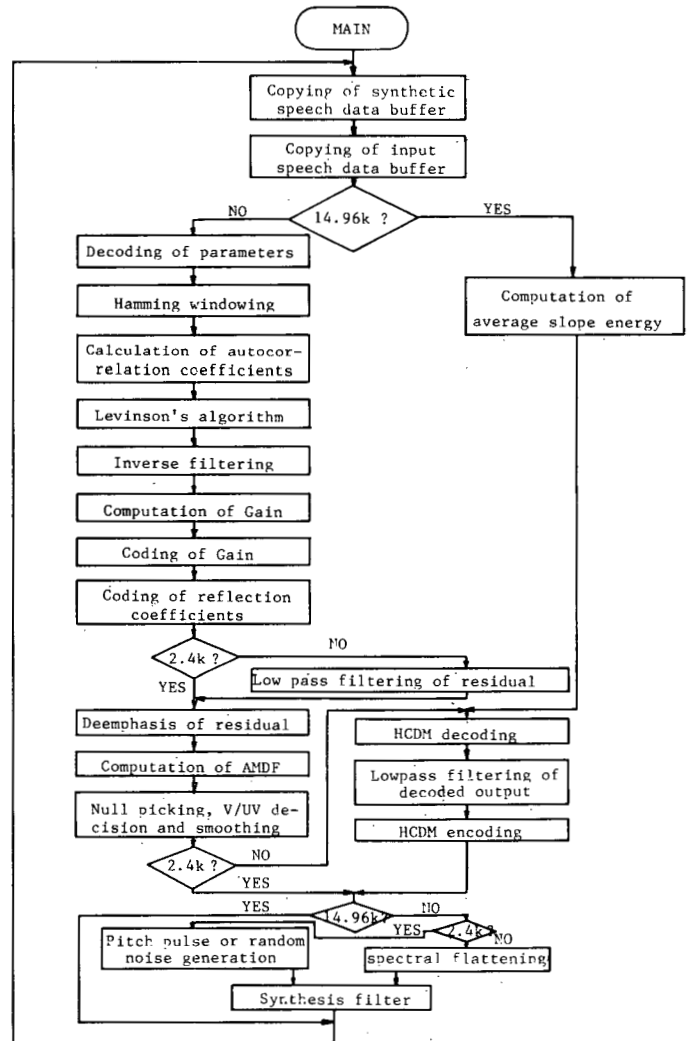 MAIN
Copying of synthetic
speech data buffer
Copying of input
speech data buffer
14.96k ?
NO
YES
Decoding of parameters
Hamming windowing
Calculation of autocor-
relation coefficients
Levinson's algorithm
Inverse filtering
Computation of Gain
Coding of Gain
Coding of reflection
coefficients
Computation of
average slope energy
2.4k ?
NO
YES
Low pass filtering of residual
Deemphasis of residual
Computation of AMDF
Null picking, V/UV de-
cision and smoothing
HCDM decoding
Lowpass filtering of
decoded output
HCDM encoding
2.4k ?
NO
YES
14.96k?
YES
NO
2.4k?
YES
NO
Pitch pulse or random
noise generation
spectral flattening
Synthesis filter